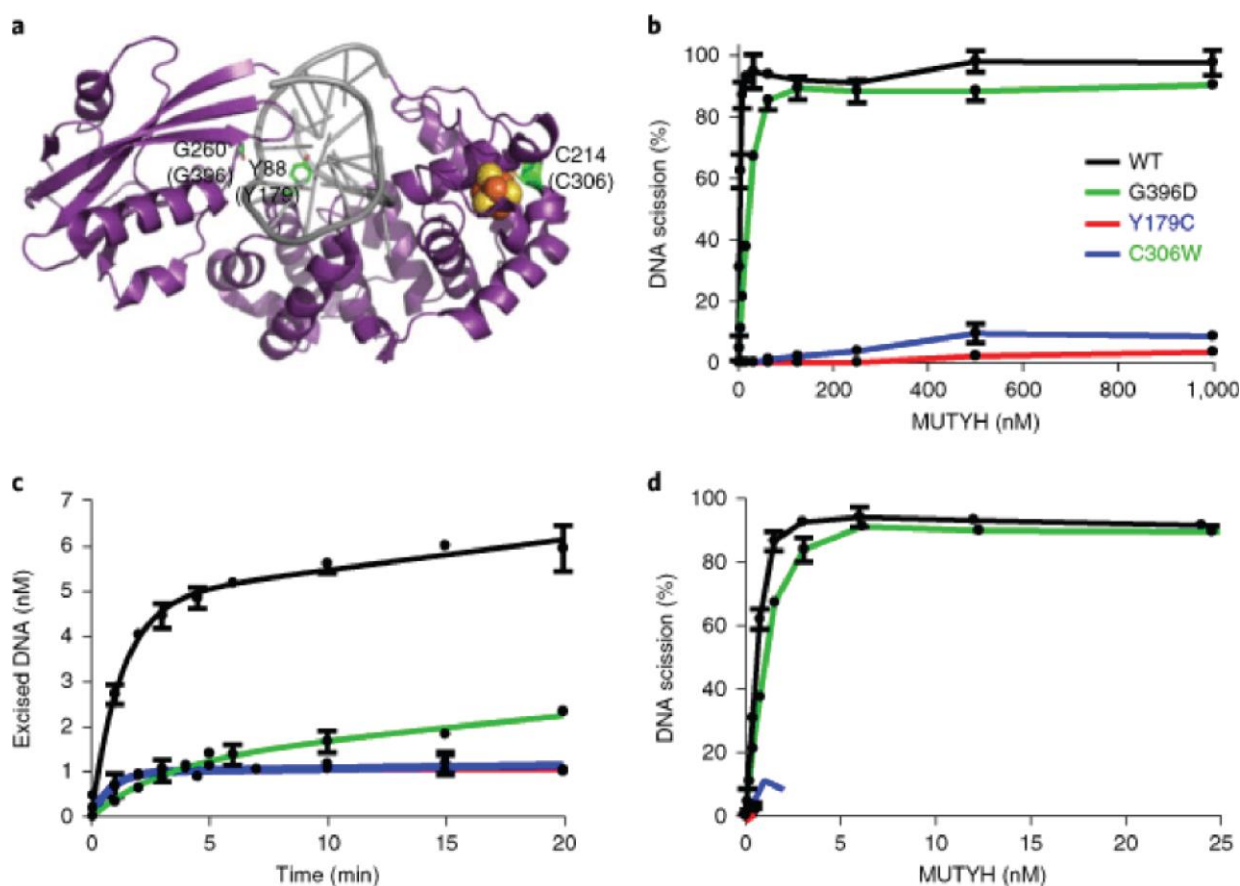 a
G260
(G396)
Y88
(Y179)
C214
(C306)
b
DNA scission (%)
100
80
60
40
20
0
0
200
400
600
800
1,000
MUTYH (nM)
WT
G396D
Y179C
C306W
c
Excised DNA (nM)
7
6
5
4
3
2
1
0
0
5
10
15
20
Time (min)
d
DNA scission (%)
100
80
60
40
20
0
0
5
10
15
20
25
MUTYH (nM)